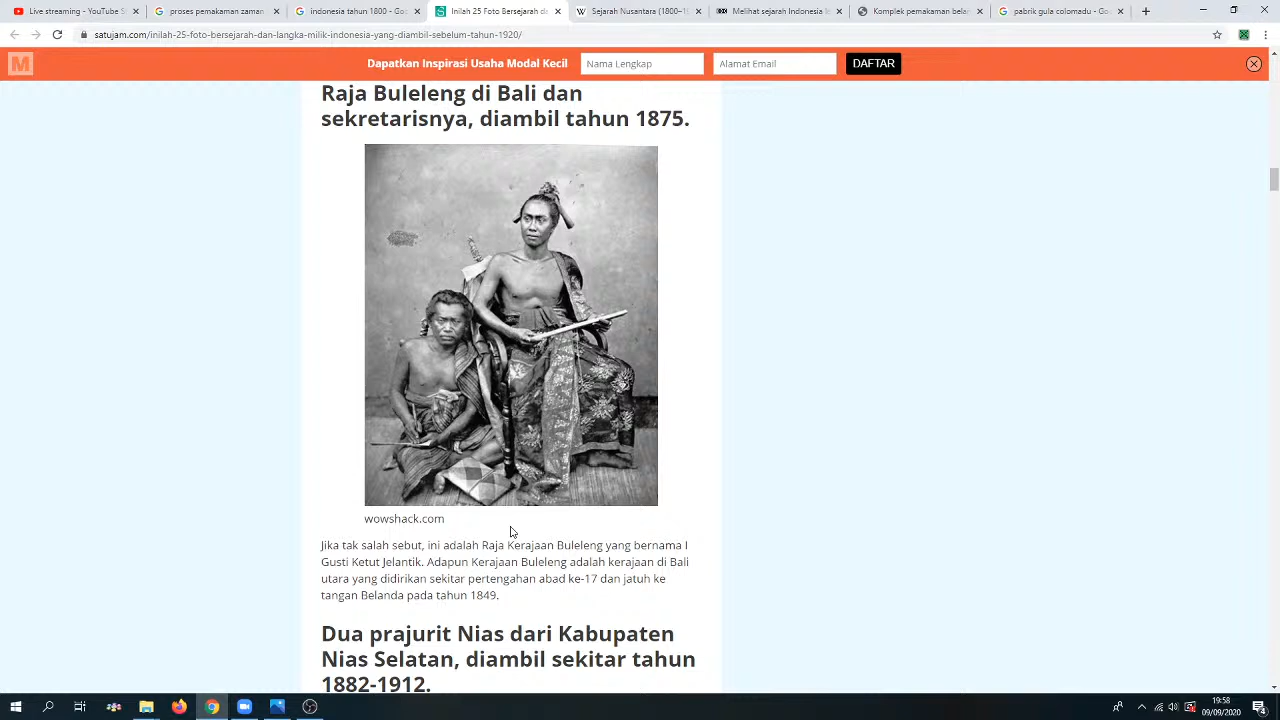 Live streaming - YouTube S
proses pemakaman zaman
indonesia tahun 1800 - Go
Inilah 25 Foto Bersejarah d
Sejarah Nusantara (1800–1
Melihat sejarah Indonesia
Komplek pemakaman bela
pabrik gula colomadu - Go
satujam.com/inilah-25-foto-bersejarah-dan-langka-milik-indonesia-yang-diambil-sebelum-tahun-1920/
M
Dapatkan Inspirasi Usaha Modal Kecil
Nama Lengkap
Alamat Email
DAFTAR
Raja Buleleng di Bali dan
sekretarisnya, diambil tahun 1875.
wowshack.com
Jika tak salah sebut, ini adalah Raja Kerajaan Buleleng yang bernama I
Gusti Ketut Jelantik. Adapun Kerajaan Buleleng adalah kerajaan di Bali
utara yang didirikan sekitar pertengahan abad ke-17 dan jatuh ke
tangan Belanda pada tahun 1849.
Dua prajurit Nias dari Kabupaten
Nias Selatan, diambil sekitar tahun
1882-1912.
19:58
09/09/2020